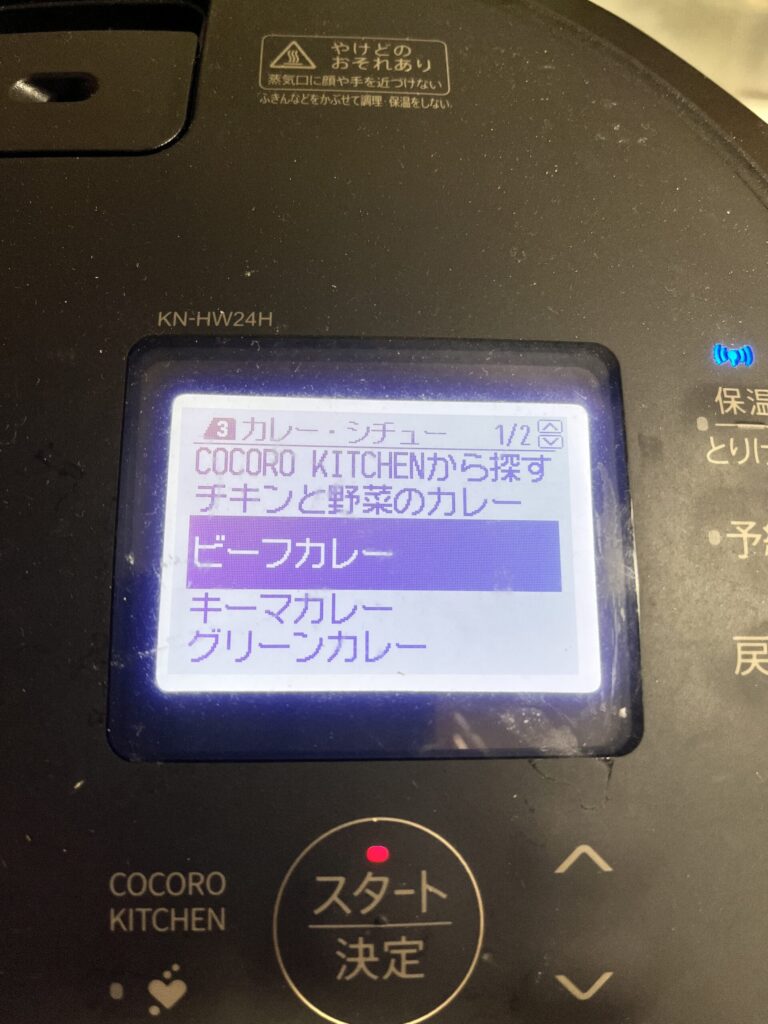 やけどの
おそれあり
蒸気口に顔や手を近づけない
ふきんなどをかぶせて調理・保温をしない
KN-HW24H
3 カレー・シチュー 1/2
COCORO KITCHENから探す
チキンと野菜のカレー
ビーフカレー
キーマカレー
グリーンカレー
保温
とりけ
予約
戻
COCORO
KITCHEN
スタート
決定